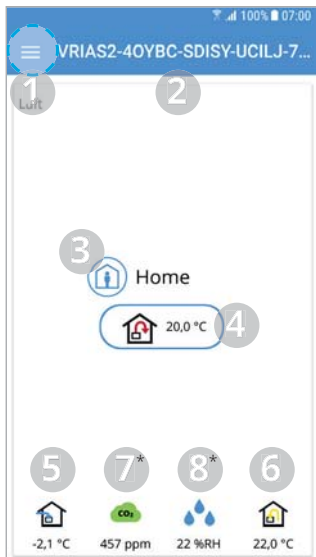 100% 07:00
VRIAS2-4OYBC-SDISY-UCILJ-7...
1 2
Luft
3
Home
20,0 °C 4
5 7* 8* 6
CO₂
-2,1 °C 457 ppm 22 %RH 22,0 °C